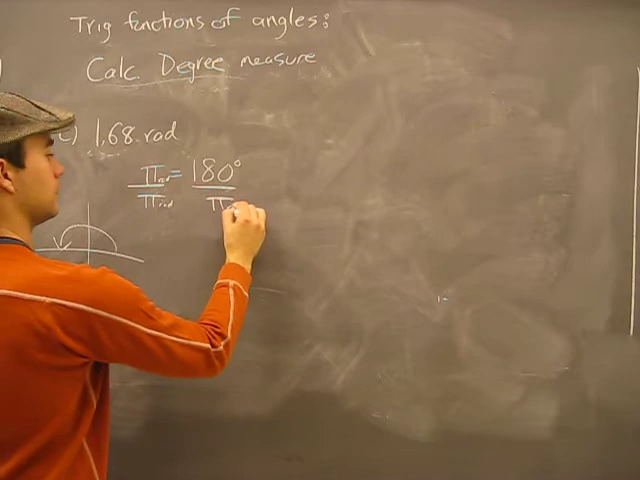 Trig functions of angles:
Calc. Degree measure
c) 1.68 rad
π rad = 180°
π rad π